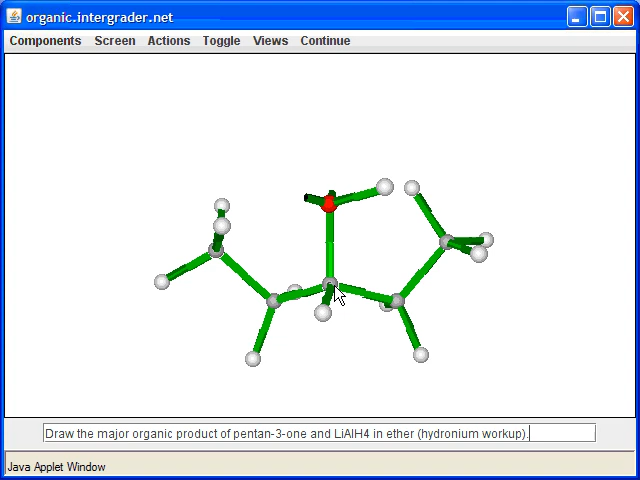 organic.intergrader.net
Components Screen Actions Toggle Views Continue
Draw the major organic product of pentan-3-one and LiAlH4 in ether (hydronium workup).
Java Applet Window